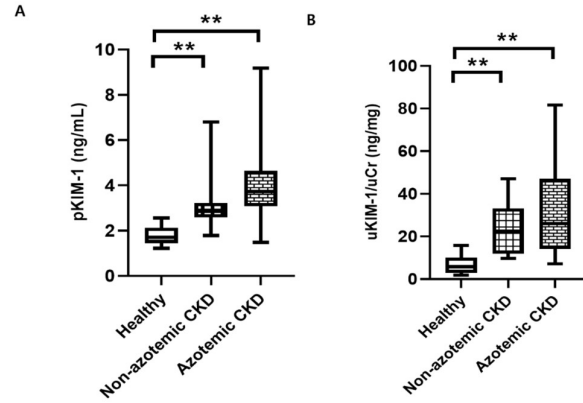 A
**
**
10
8
6
4
2
0
pKIM-1 (ng/mL)
Healthy
Non-azotemic CKD
Azotemic CKD
B
**
**
100
80
60
40
20
0
uKIM-1/uCr (ng/mg)
Healthy
Non-azotemic CKD
Azotemic CKD